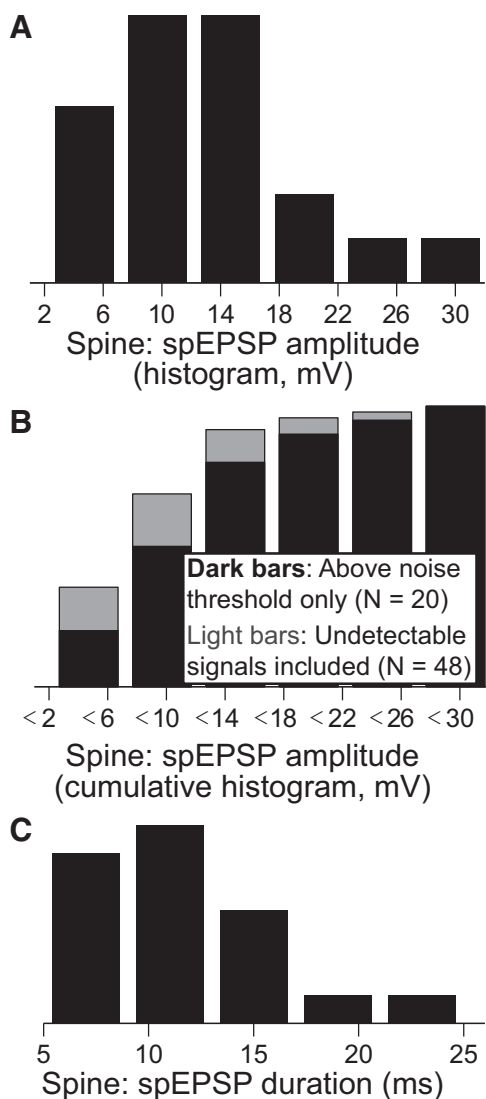 A
2 6 10 14 18 22 26 30
Spine: spEPSP amplitude
(histogram, mV)
B
Dark bars: Above noise
threshold only (N = 20)
Light bars: Undetectable
signals included (N = 48)
<2 <6 <10 <14 <18 <22 <26 <30
Spine: spEPSP amplitude
(cumulative histogram, mV)
C
5 10 15 20 25
Spine: spEPSP duration (ms)